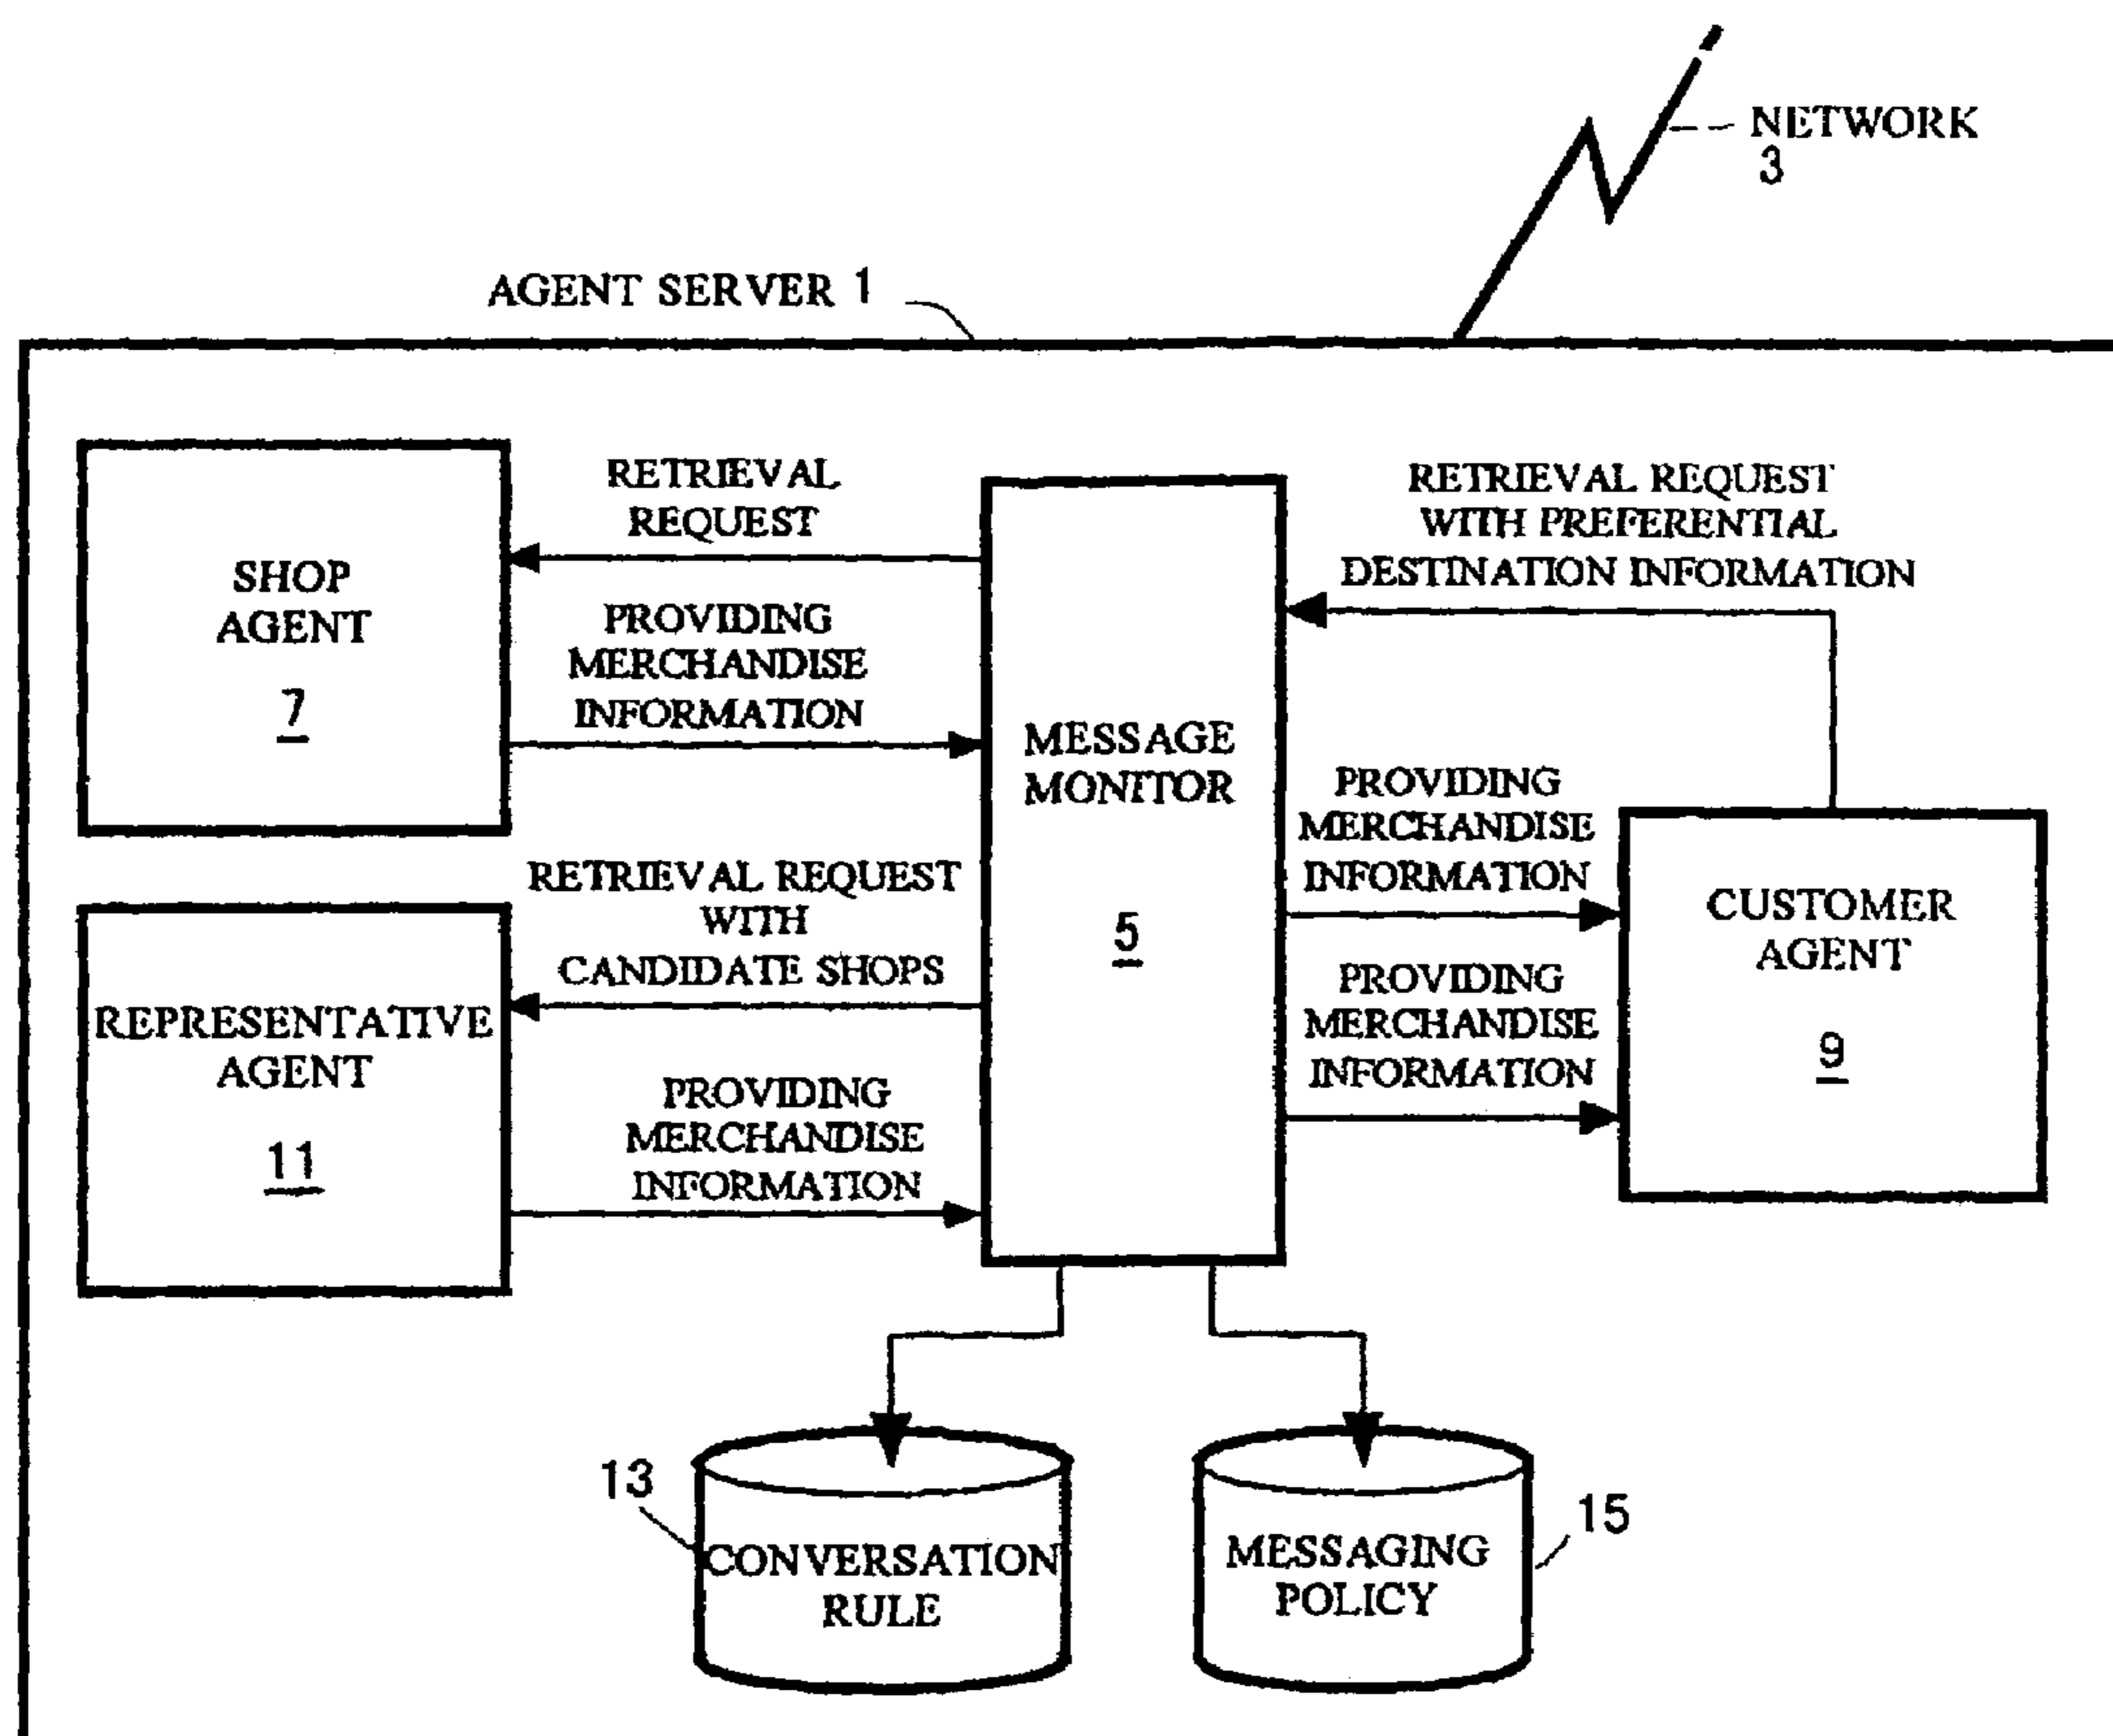 NETWORK
3
AGENT SERVER 1
RETRIEVAL
REQUEST
RETRIEVAL REQUEST
WITH PREFERENTIAL
DESTINATION INFORMATION
SHOP
AGENT
7
PROVIDING
MERCHANDISE
INFORMATION
MESSAGE
MONITOR
5
PROVIDING
MERCHANDISE
INFORMATION
RETRIEVAL REQUEST
WITH
CANDIDATE SHOPS
CUSTOMER
AGENT
9
PROVIDING
MERCHANDISE
INFORMATION
REPRESENTATIVE
AGENT
11
PROVIDING
MERCHANDISE
INFORMATION
13
CONVERSATION
RULE
MESSAGING
POLICY
15